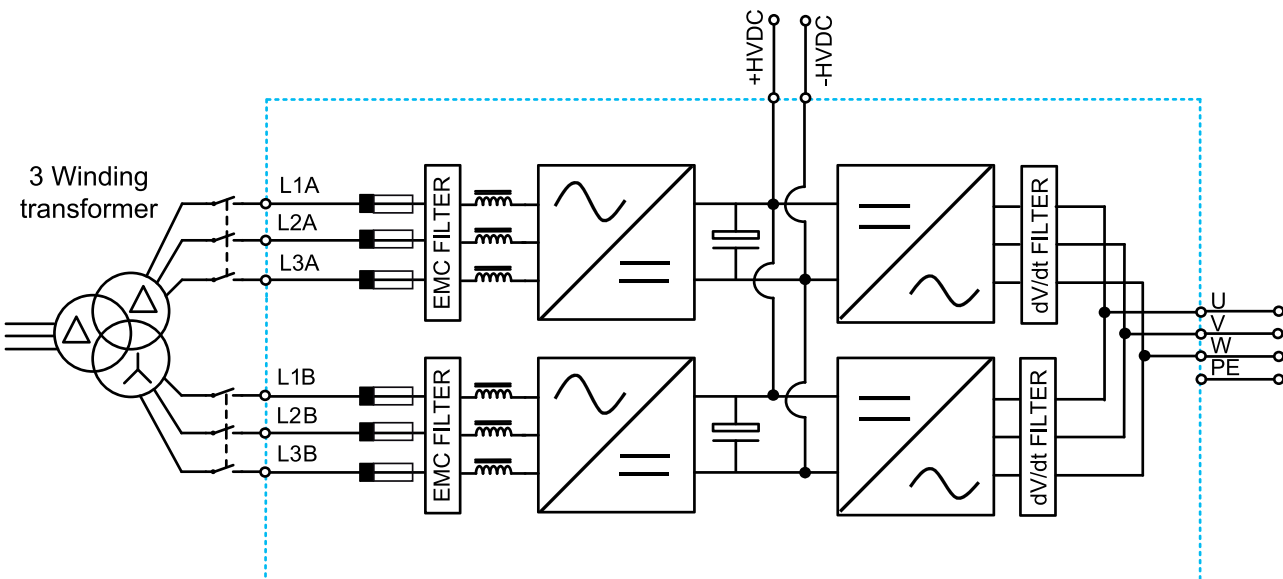 +HVDC
-HVDC
3 Winding
transformer
L1A
L2A
L3A
EMC FILTER
dV/dt FILTER
U
V
W
PE
L1B
L2B
L3B
EMC FILTER
dV/dt FILTER